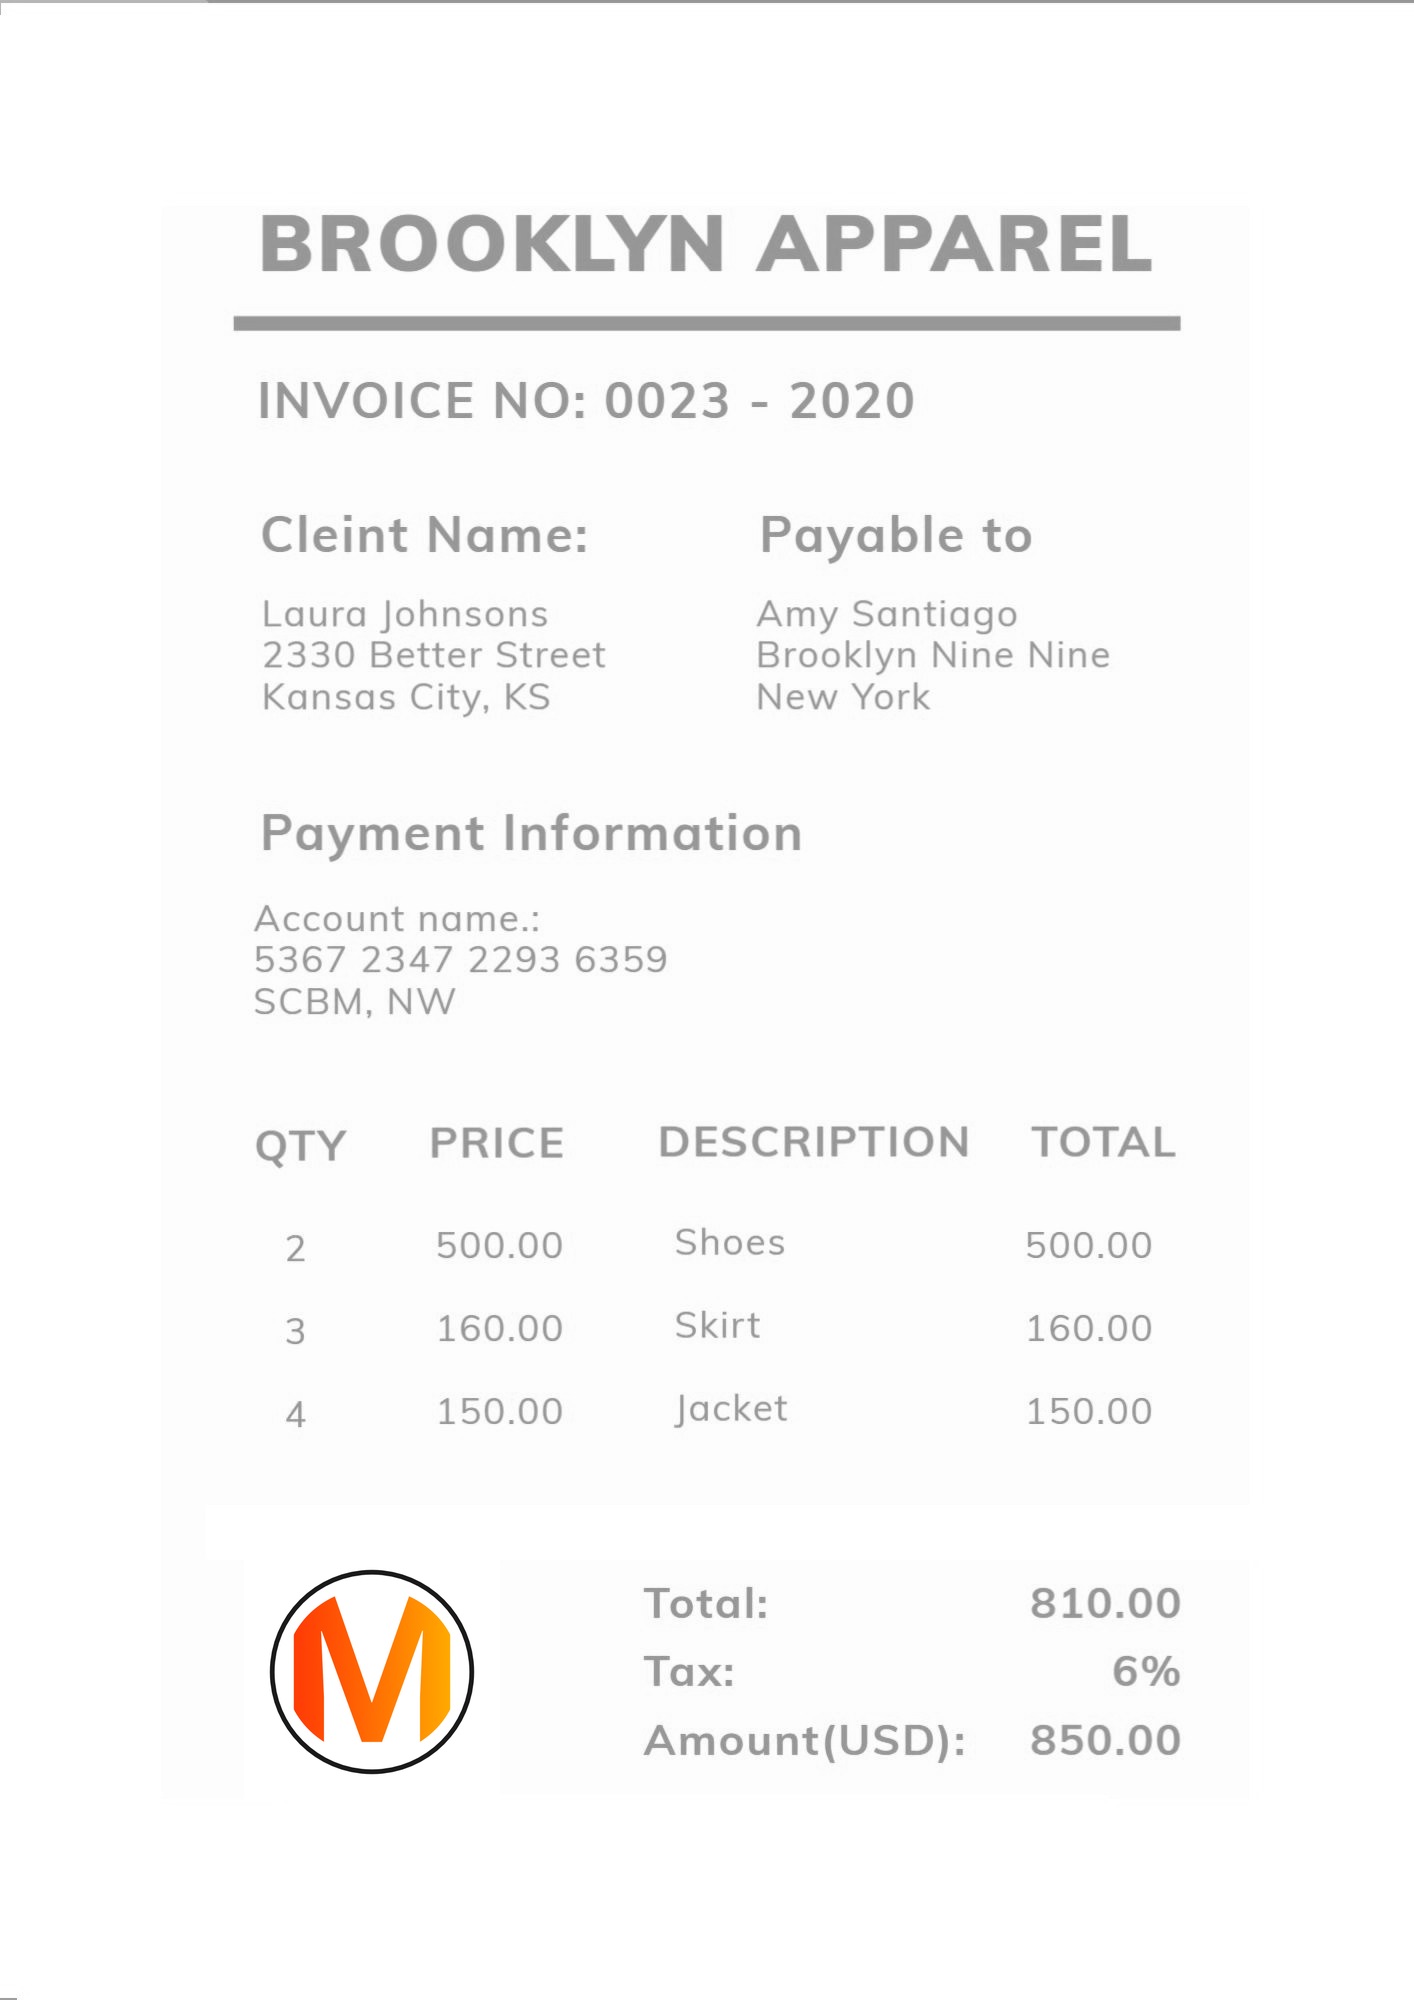 BROOKLYN APPAREL
INVOICE NO: 0023 - 2020
Cleint Name:
Laura Johnsons
2330 Better Street
Kansas City, KS
Payable to
Amy Santiago
Brooklyn Nine Nine
New York
Payment Information
Account name.:
5367 2347 2293 6359
SCBM, NW
QTY PRICE DESCRIPTION TOTAL
2 500.00 Shoes 500.00
3 160.00 Skirt 160.00
4 150.00 Jacket 150.00
M
Total: 810.00
Tax: 6%
Amount(USD): 850.00